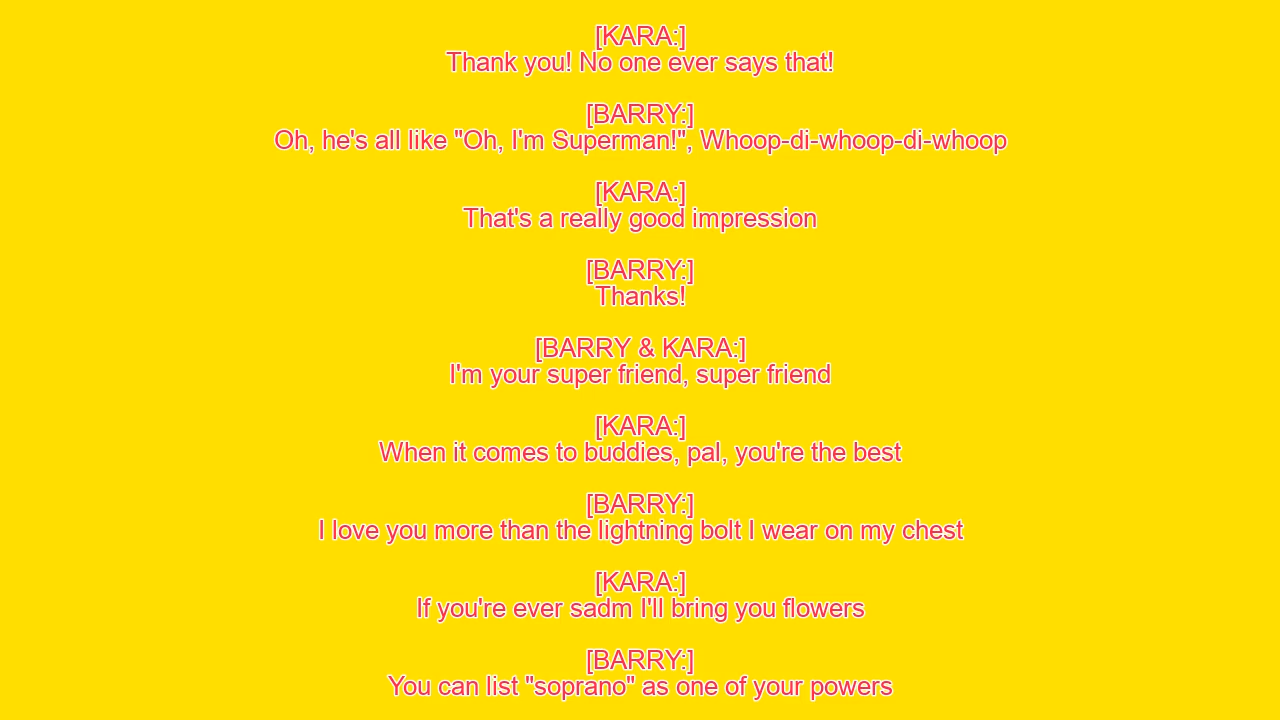 [KARA:]
Thank you! No one ever says that!
[BARRY:]
Oh, he's all like "Oh, I'm Superman!", Whoop-di-whoop-di-whoop
[KARA:]
That's a really good impression
[BARRY:]
Thanks!
[BARRY & KARA:]
I'm your super friend, super friend
[KARA:]
When it comes to buddies, pal, you're the best
[BARRY:]
I love you more than the lightning bolt I wear on my chest
[KARA:]
If you're ever sadm I'll bring you flowers
[BARRY:]
You can list "soprano" as one of your powers